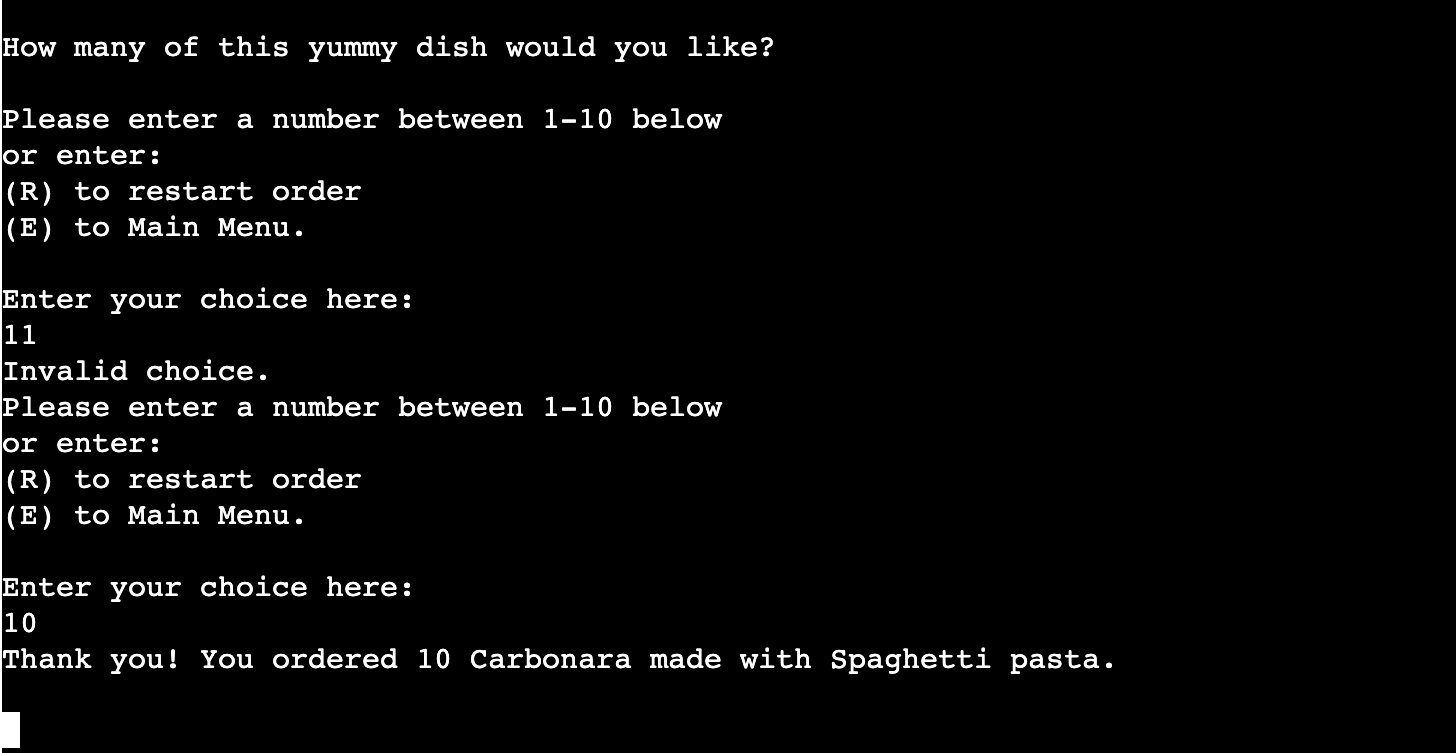 How many of this yummy dish would you like?
Please enter a number between 1-10 below
or enter:
(R) to restart order
(E) to Main Menu.
Enter your choice here:
11
Invalid choice.
Please enter a number between 1-10 below
or enter:
(R) to restart order
(E) to Main Menu.
Enter your choice here:
10
Thank you! You ordered 10 Carbonara made with Spaghetti pasta.